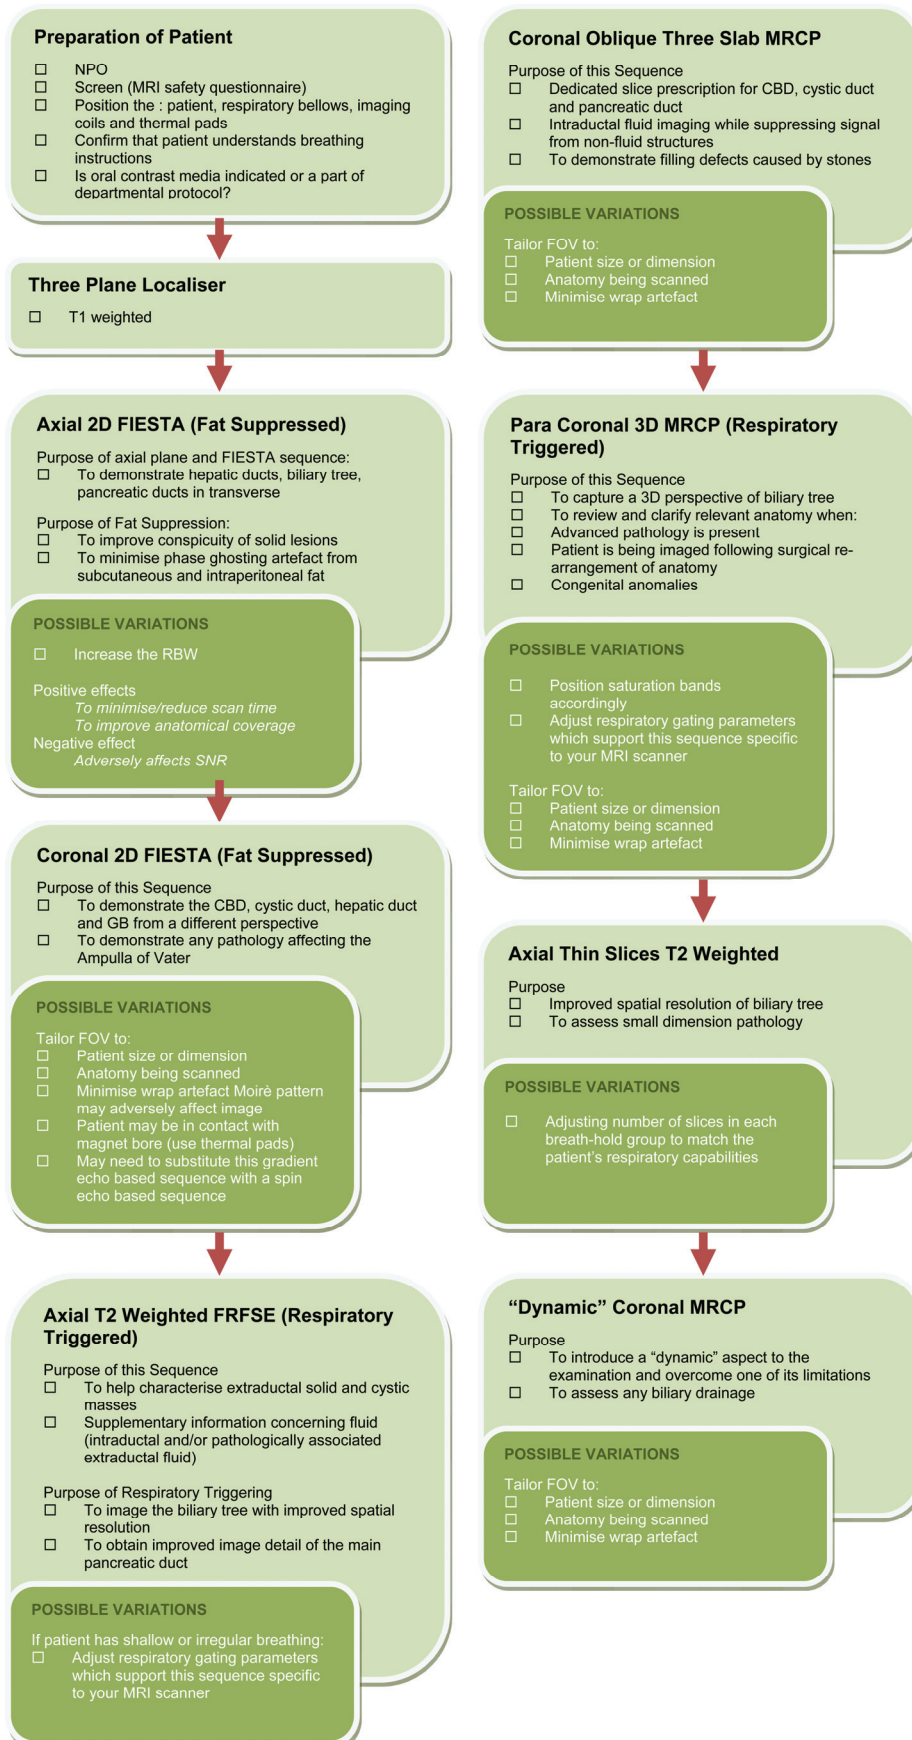 Preparation of Patient
☐ NPO
☐ Screen (MRI safety questionnaire)
☐ Position the : patient, respiratory bellows, imaging
coils and thermal pads
☐ Confirm that patient understands breathing
instructions
☐ Is oral contrast media indicated or a part of
departmental protocol?
Three Plane Localiser
☐ T1 weighted
Axial 2D FIESTA (Fat Suppressed)
Purpose of axial plane and FIESTA sequence:
☐ To demonstrate hepatic ducts, biliary tree,
pancreatic ducts in transverse
Purpose of Fat Suppression:
☐ To improve conspicuity of solid lesions
☐ To minimise phase ghosting artefact from
subcutaneous and intraperitoneal fat
POSSIBLE VARIATIONS
☐ Increase the RBW
Positive effects
To minimise/reduce scan time
To improve anatomical coverage
Negative effect
Adversely affects SNR
Coronal 2D FIESTA (Fat Suppressed)
Purpose of this Sequence
☐ To demonstrate the CBD, cystic duct, hepatic duct
and GB from a different perspective
☐ To demonstrate any pathology affecting the
Ampulla of Vater
POSSIBLE VARIATIONS
Tailor FOV to:
☐ Patient size or dimension
☐ Anatomy being scanned
☐ Minimise wrap artefact Moirè pattern
may adversely affect image
☐ Patient may be in contact with
magnet bore (use thermal pads)
☐ May need to substitute this gradient
echo based sequence with a spin
echo based sequence
Axial T2 Weighted FRFSE (Respiratory
Triggered)
Purpose of this Sequence
☐ To help characterise extraductal solid and cystic
masses
☐ Supplementary information concerning fluid
(intraductal and/or pathologically associated
extraductal fluid)
Purpose of Respiratory Triggering
☐ To image the biliary tree with improved spatial
resolution
☐ To obtain improved image detail of the main
pancreatic duct
POSSIBLE VARIATIONS
If patient has shallow or irregular breathing:
☐ Adjust respiratory gating parameters
which support this sequence specific
to your MRI scanner
Coronal Oblique Three Slab MRCP
Purpose of this Sequence
☐ Dedicated slice prescription for CBD, cystic duct
and pancreatic duct
☐ Intraductal fluid imaging while suppressing signal
from non-fluid structures
☐ To demonstrate filling defects caused by stones
POSSIBLE VARIATIONS
Tailor FOV to:
☐ Patient size or dimension
☐ Anatomy being scanned
☐ Minimise wrap artefact
Para Coronal 3D MRCP (Respiratory
Triggered)
Purpose of this Sequence
☐ To capture a 3D perspective of biliary tree
☐ To review and clarify relevant anatomy when:
☐ Advanced pathology is present
☐ Patient is being imaged following surgical re-
arrangement of anatomy
☐ Congenital anomalies
POSSIBLE VARIATIONS
☐ Position saturation bands
accordingly
☐ Adjust respiratory gating parameters
which support this sequence specific
to your MRI scanner
Tailor FOV to:
☐ Patient size or dimension
☐ Anatomy being scanned
☐ Minimise wrap artefact
Axial Thin Slices T2 Weighted
Purpose
☐ Improved spatial resolution of biliary tree
☐ To assess small dimension pathology
POSSIBLE VARIATIONS
☐ Adjusting number of slices in each
breath-hold group to match the
patient's respiratory capabilities
“Dynamic” Coronal MRCP
Purpose
☐ To introduce a “dynamic” aspect to the
examination and overcome one of its limitations
☐ To assess any biliary drainage
POSSIBLE VARIATIONS
Tailor FOV to:
☐ Patient size or dimension
☐ Anatomy being scanned
☐ Minimise wrap artefact